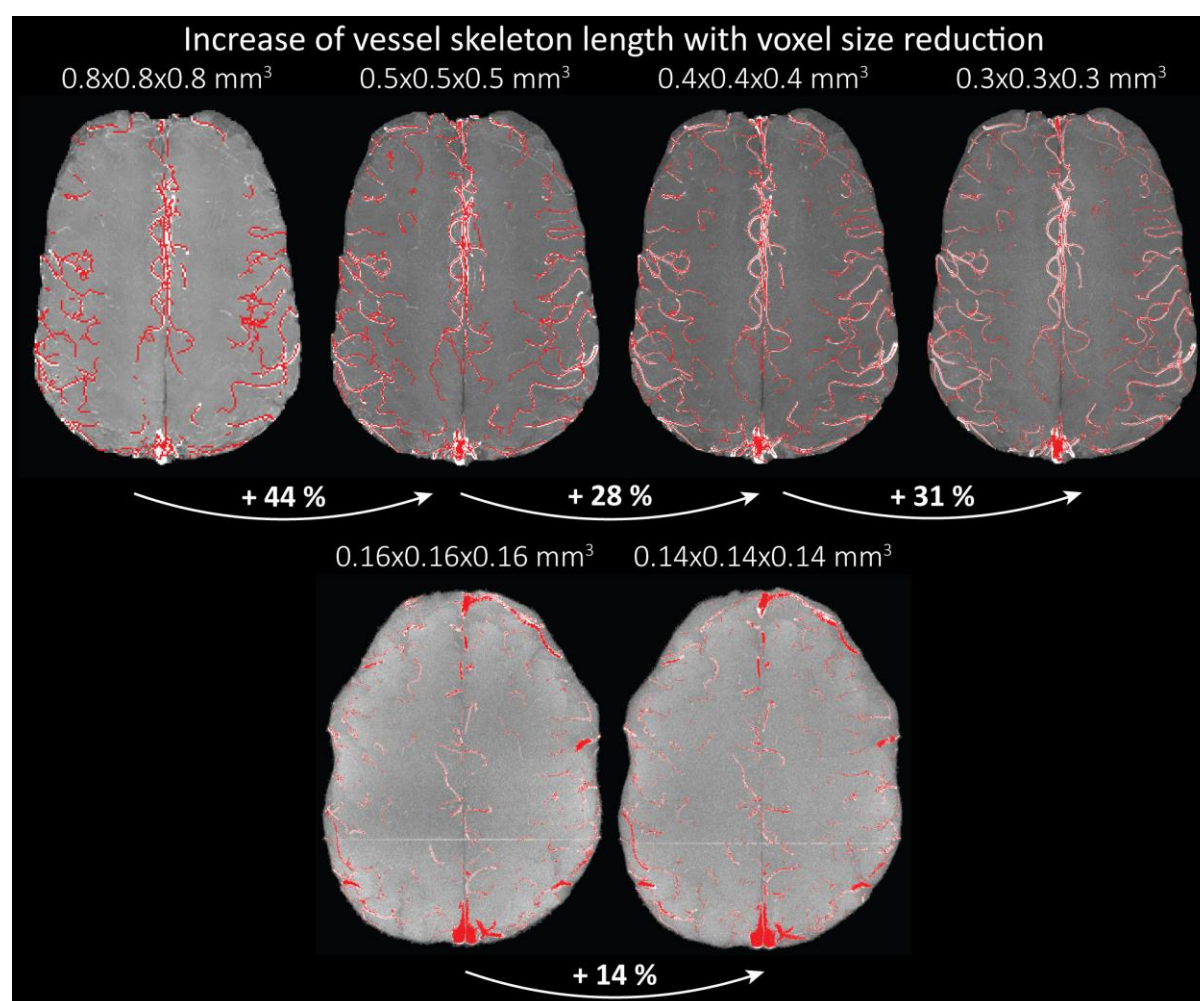 Increase of vessel skeleton length with voxel size reduction
0.8x0.8x0.8 mm³ 0.5x0.5x0.5 mm³ 0.4x0.4x0.4 mm³ 0.3x0.3x0.3 mm³
+ 44 % + 28 % + 31 %
0.16x0.16x0.16 mm³ 0.14x0.14x0.14 mm³
+ 14 %